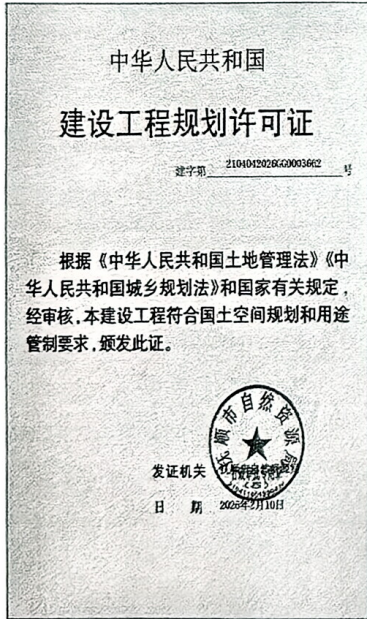 中华人民共和国
建设工程规划许可证
建字第 2104042026GG0003662 号
根据《中华人民共和国土地管理法》《中
华人民共和国城乡规划法》和国家有关规定，
经审核，本建设工程符合国土空间规划和用途
管制要求，颁发此证。
抚顺市自然资源局
发证机关
日 期 2026年2月10日